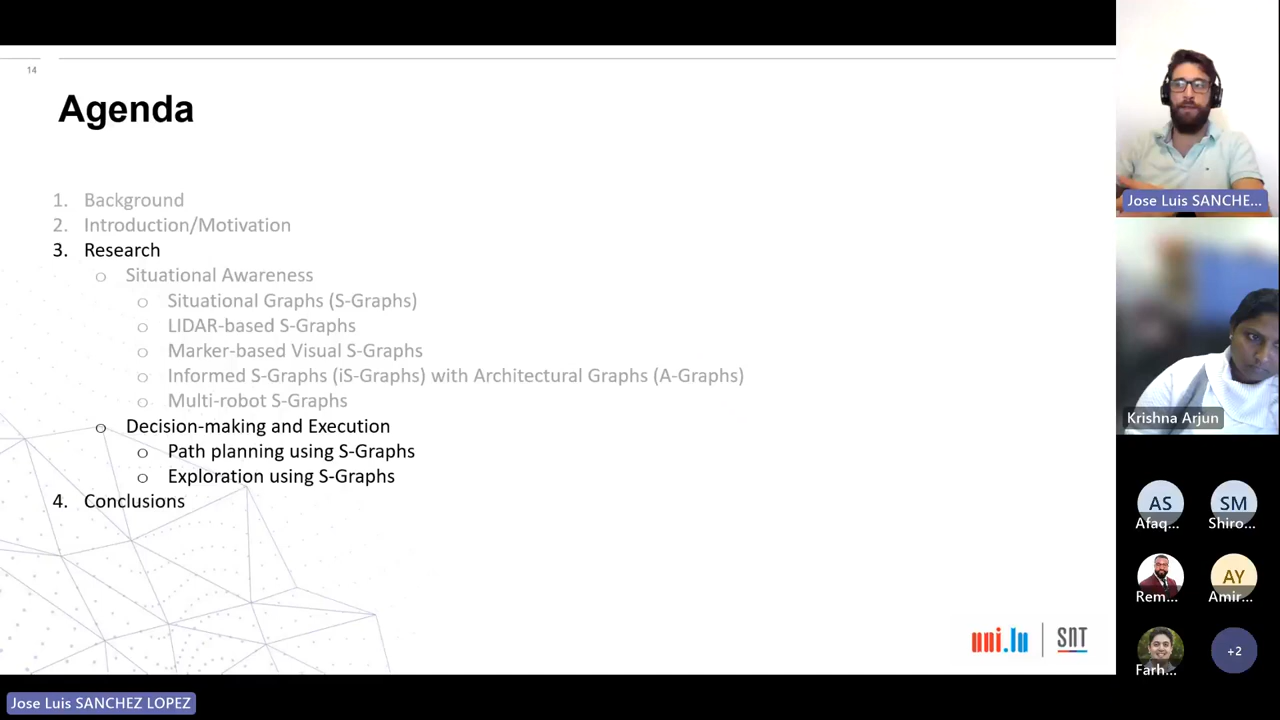 14
Agenda
1. Background
2. Introduction/Motivation
3. Research
o Situational Awareness
o Situational Graphs (S-Graphs)
o LIDAR-based S-Graphs
o Marker-based Visual S-Graphs
o Informed S-Graphs (iS-Graphs) with Architectural Graphs (A-Graphs)
o Multi-robot S-Graphs
o Decision-making and Execution
o Path planning using S-Graphs
o Exploration using S-Graphs
4. Conclusions
uni.lu SNT
Jose Luis SANCHE...
Krishna Arjun
AS SM
Afaq... Shiro...
AY
Rem... Amir...
+2
Farh...
Jose Luis SANCHEZ LOPEZ